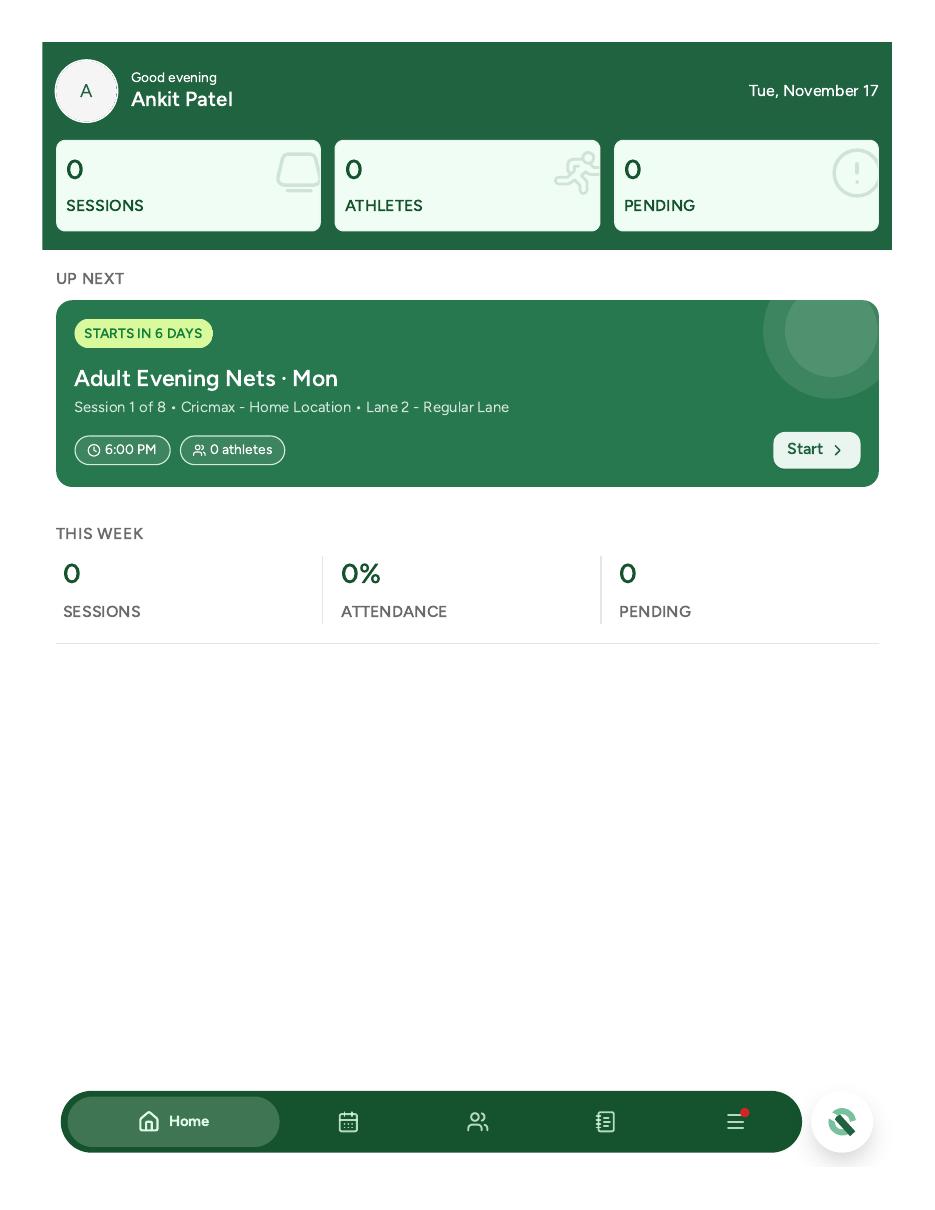 A
Good evening
Ankit Patel
Tue, November 17
0
SESSIONS
0
ATHLETES
0
PENDING
UP NEXT
STARTS IN 6 DAYS
Adult Evening Nets · Mon
Session 1 of 8 • Cricmax - Home Location • Lane 2 - Regular Lane
6:00 PM
0 athletes
Start
THIS WEEK
0
SESSIONS
0%
ATTENDANCE
0
PENDING
Home